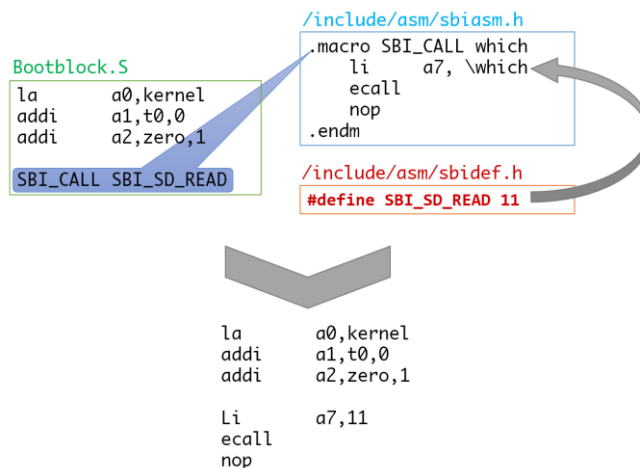 Bootblock.S
la a0,kernel
addi a1,t0,0
addi a2,zero,1
SBI_CALL SBI_SD_READ
/include/asm/sbiasm.h
.macro SBI_CALL which
li a7, \which
ecall
nop
.endm
/include/asm/sbidef.h
#define SBI_SD_READ 11
la a0,kernel
addi a1,t0,0
addi a2,zero,1
Li a7,11
ecall
nop